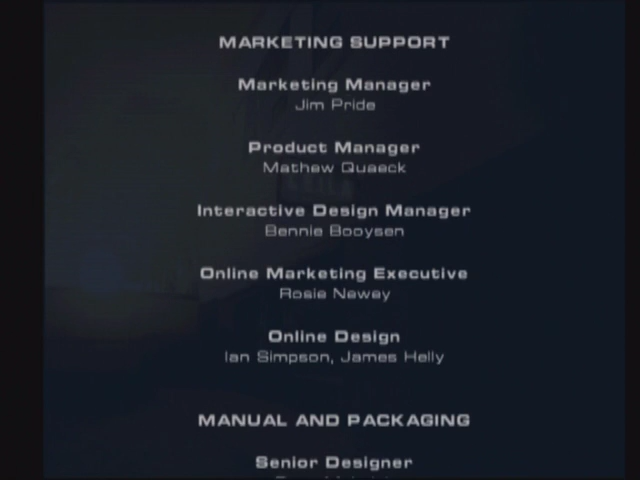 MARKETING SUPPORT
Marketing Manager
Jim Pride
Product Manager
Mathew Quaeck
Interactive Design Manager
Bennie Booysen
Online Marketing Executive
Rosie Newey
Online Design
Ian Simpson, James Helly
MANUAL AND PACKAGING
Senior Designer